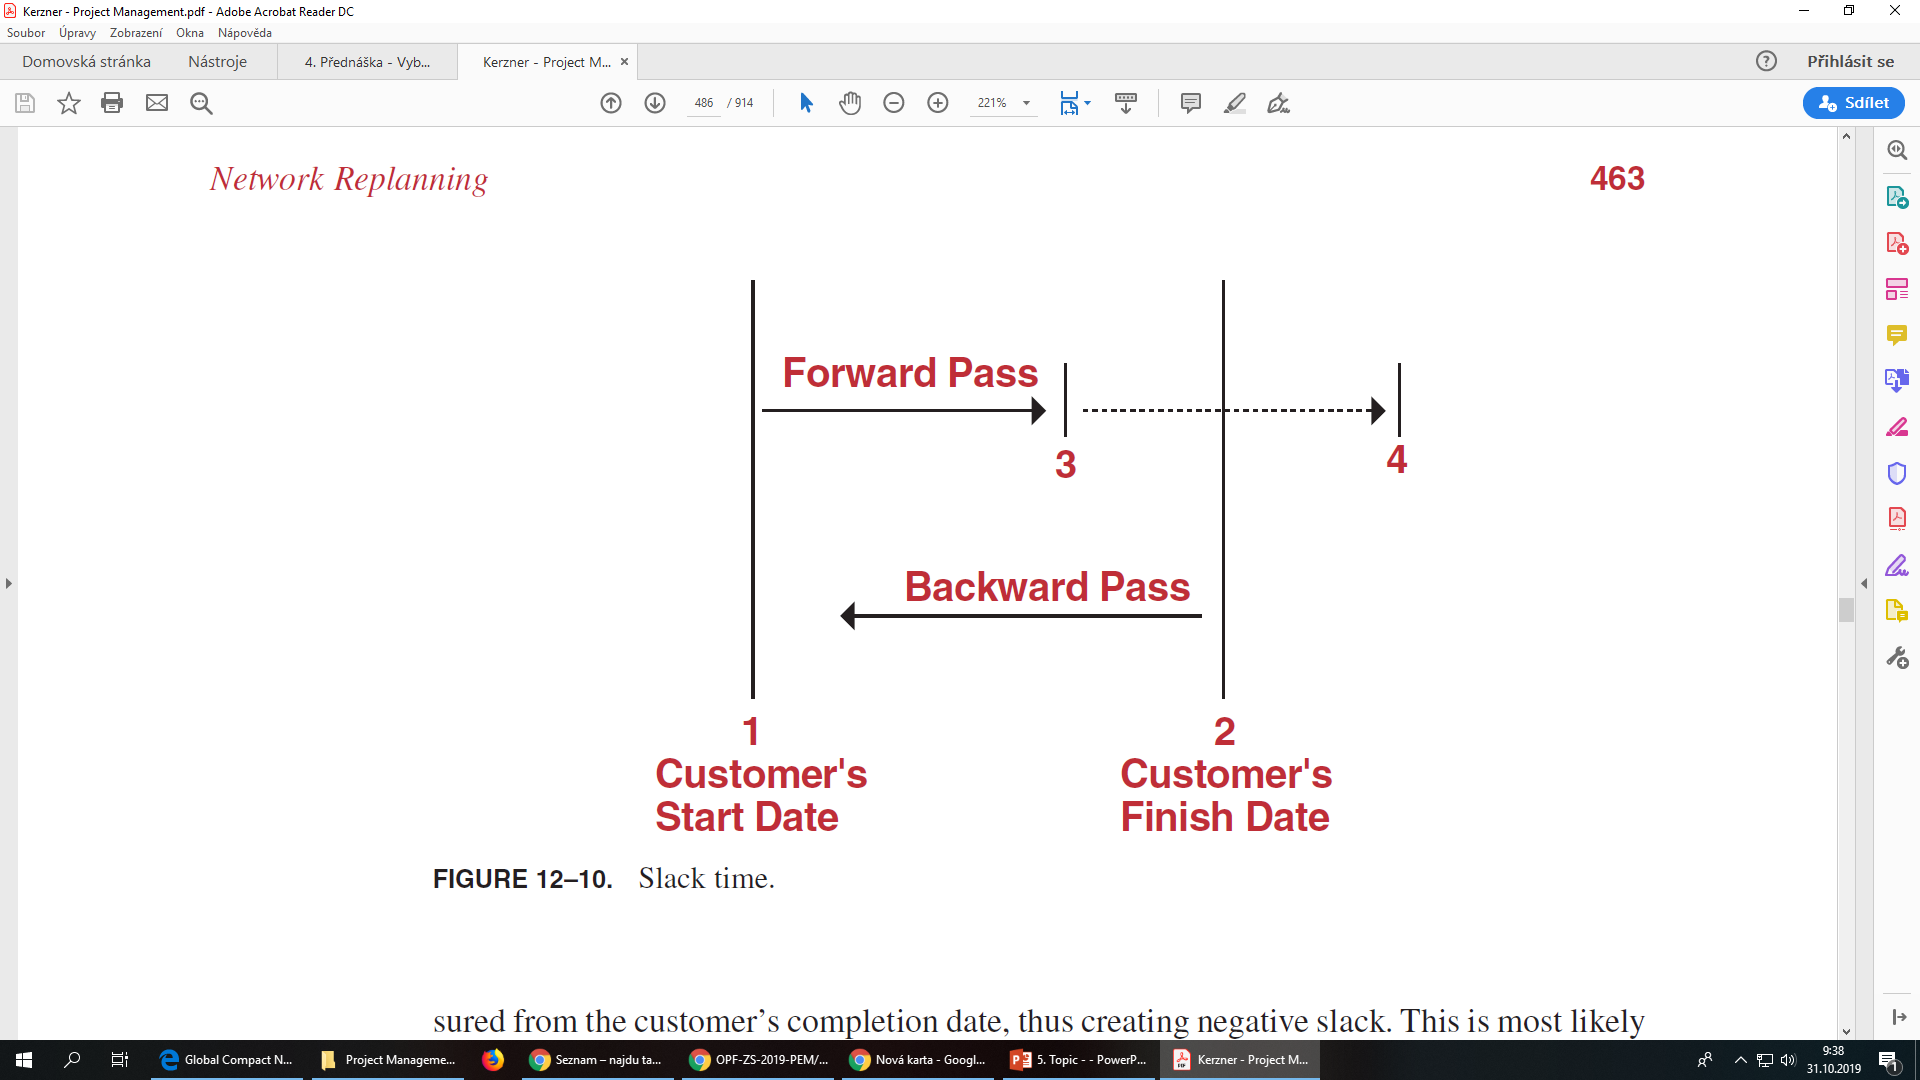 Kerzner - Project Management.pdf - Adobe Acrobat Reader DC
Soubor Úpravy Zobrazení Okna Nápověda
Domovská stránka Nástroje 4. Přednáška - Vyb... Kerzner - Project M... × ? Přihlásit se
486 / 914 221% Sdílet
Network Replanning 463
Forward Pass
3 4
Backward Pass
1 2
Customer's Customer's
Start Date Finish Date
FIGURE 12–10. Slack time.
sured from the customer’s completion date, thus creating negative slack. This is most likely
Global Compact N... Project Manageme... Seznam – najdu ta... OPF-ZS-2019-PEM/... Nová karta - Googl... 5. Topic - - PowerP... Kerzner - Project M... 9:38
31.10.2019 1